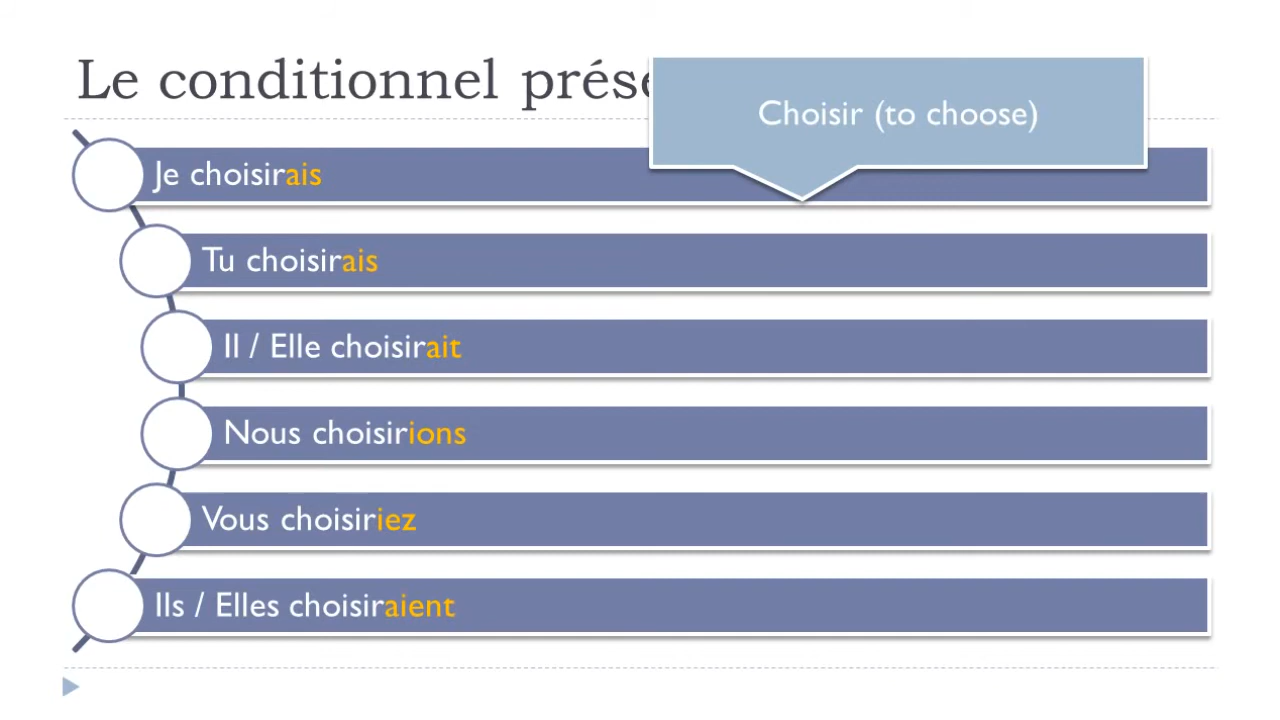 Le conditionnel prése
Choisir (to choose)
Je choisirais
Tu choisirais
Il / Elle choisirait
Nous choisirions
Vous choisiriez
Ils / Elles choisiraient